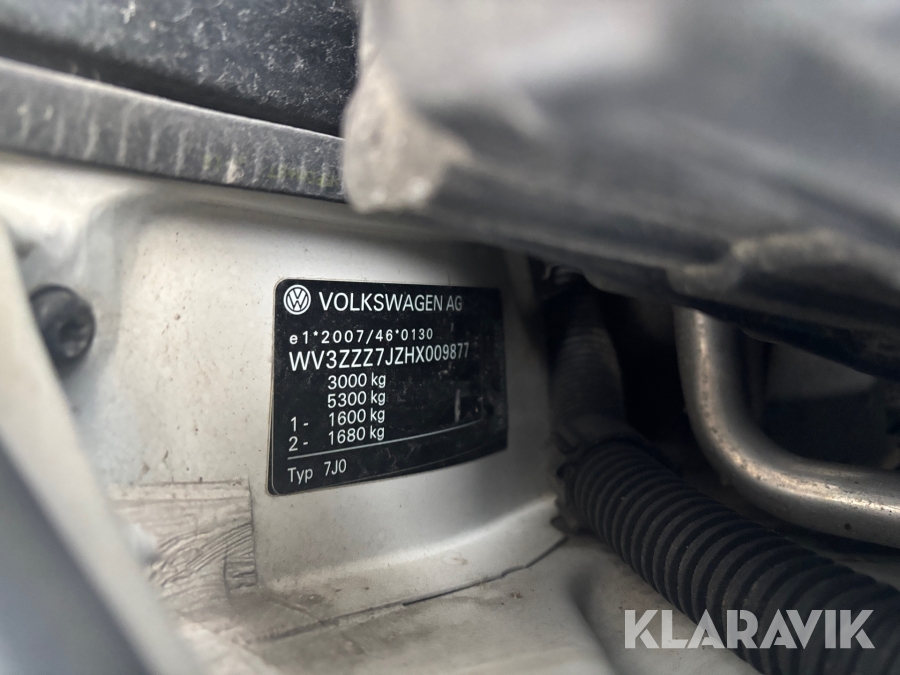 VOLKSWAGEN AG
e1*2007/46*0130
WV3ZZZ7JZHX009877
3000 kg
5300 kg
1- 1600 kg
2- 1680 kg
Typ 7J0
KLARAVIK